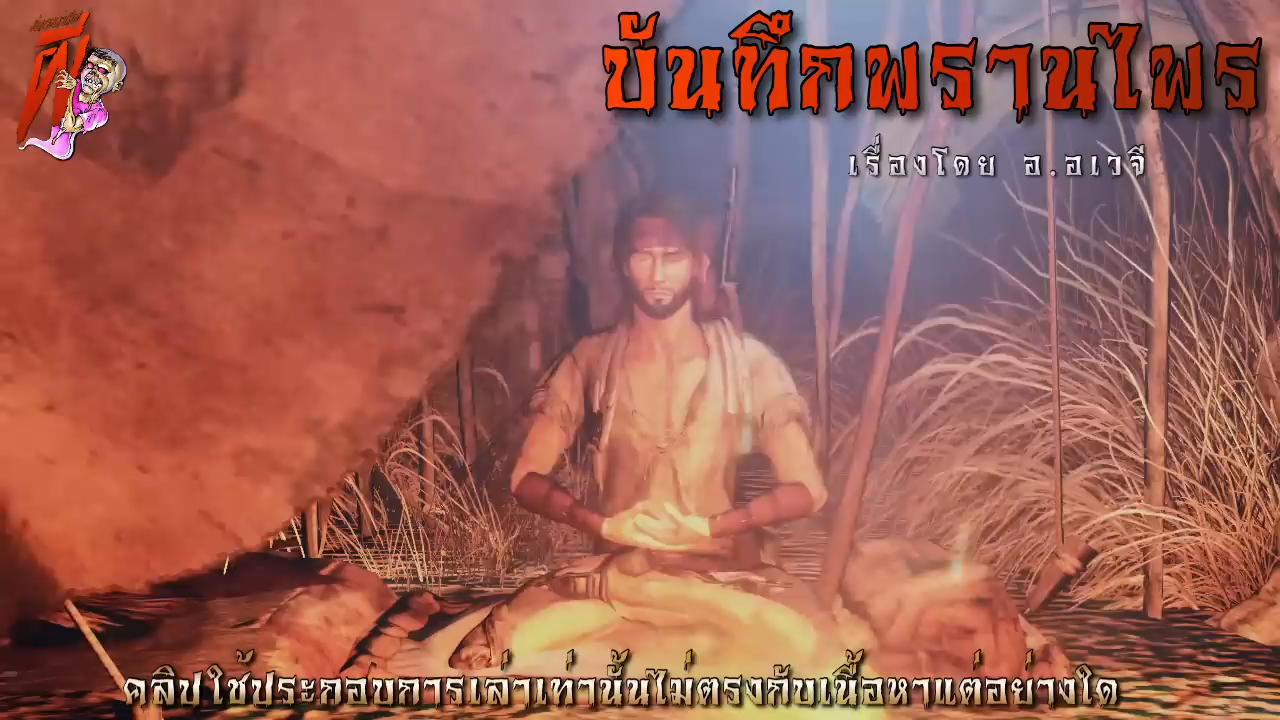 ผี
บันทึกพรานไพร
เรื่องโดย อ.อเวจี
คลิปใช้ประกอบการเล่าเท่านั้นไม่ตรงกับเนื้อหาแต่อย่างใด